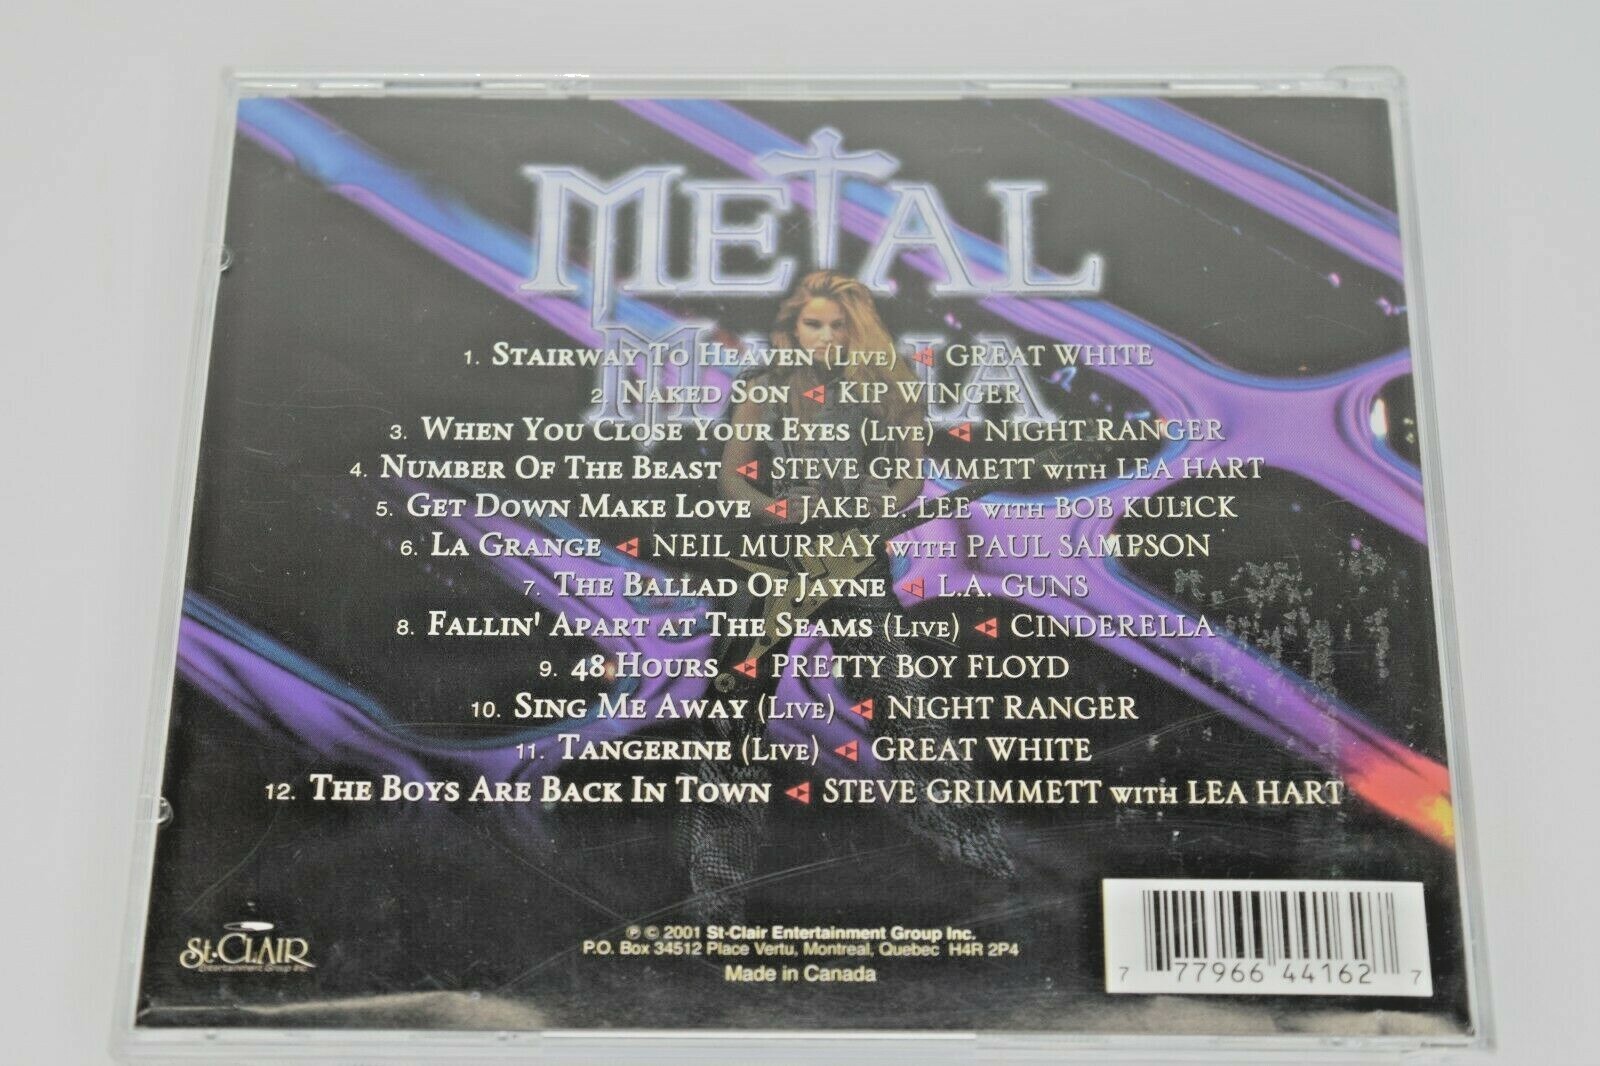 METAL
1. STAIRWAY TO HEAVEN (LIVE) GREAT WHITE
2. NAKED SON KIP WINGER
3. WHEN YOU CLOSE YOUR EYES (LIVE) NIGHT RANGER
4. NUMBER OF THE BEAST STEVE GRIMMETT WITH LEA HART
5. GET DOWN MAKE LOVE JAKE E. LEE WITH BOB KULICK
6. LA GRANGE NEIL MURRAY WITH PAUL SAMPSON
7. THE BALLAD OF JAYNE L.A. GUNS
8. FALLIN' APART AT THE SEAMS (LIVE) CINDERELLA
9. 48 HOURS PRETTY BOY FLOYD
10. SING ME AWAY (LIVE) NIGHT RANGER
11. TANGERINE (LIVE) GREAT WHITE
12. THE BOYS ARE BACK IN TOWN STEVE GRIMMETT WITH LEA HART
St-CLAIR
Entertainment Group Inc.
℗ © 2001 St-Clair Entertainment Group Inc.
P.O. Box 34512 Place Vertu, Montreal, Quebec H4R 2P4
Made in Canada
7 77966 44162 7